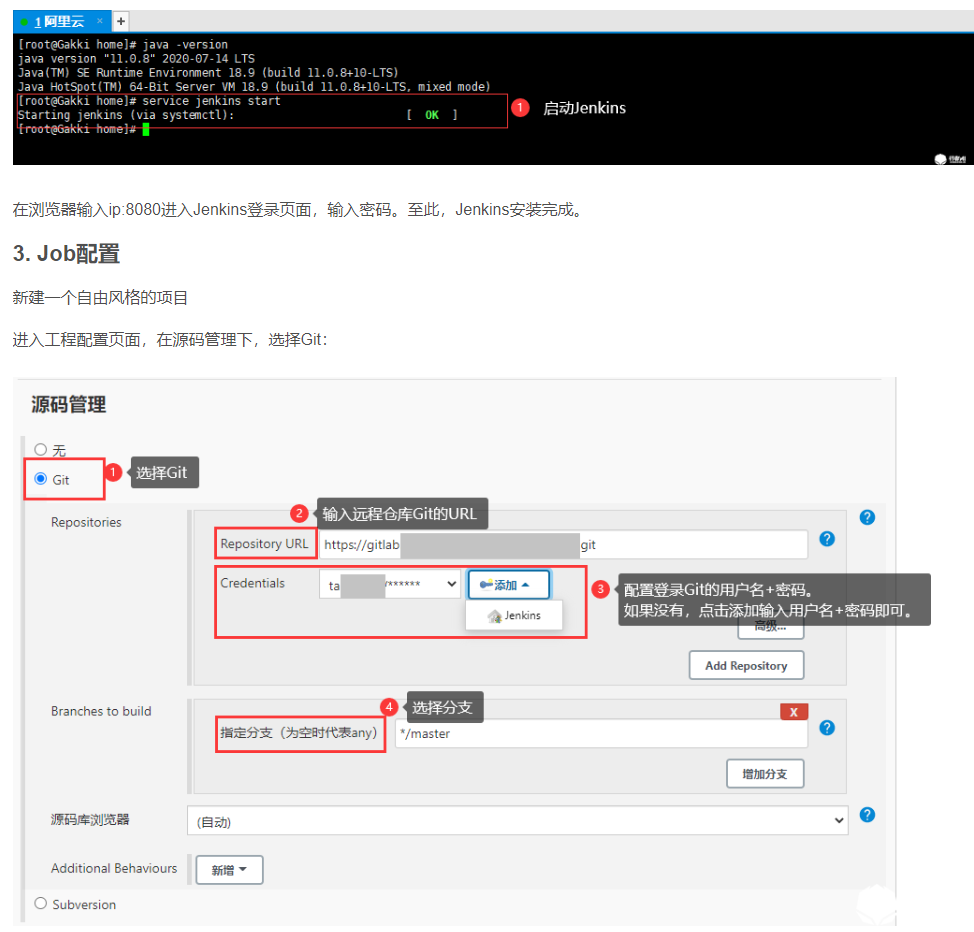 1 阿里云 × +
[root@Gakki home]# java -version
java version "11.0.8" 2020-07-14 LTS
Java(TM) SE Runtime Environment 18.9 (build 11.0.8+10-LTS)
Java HotSpot(TM) 64-Bit Server VM 18.9 (build 11.0.8+10-LTS, mixed mode)
[root@Gakki home]# service jenkins start
Starting jenkins (via systemctl): [ OK ]
[root@Gakki home]#
1 启动Jenkins
在浏览器输入ip:8080进入Jenkins登录页面，输入密码。至此，Jenkins安装完成。
3. Job配置
新建一个自由风格的项目
进入工程配置页面，在源码管理下，选择Git：
源码管理
无
Git
1 选择Git
Repositories
2 输入远程仓库Git的URL
Repository URL https://gitlab git
Credentials ta /****** 添加
Jenkins
3 配置登录Git的用户名+密码。
如果没有，点击添加输入用户名+密码即可。
高级...
Add Repository
Branches to build
4 选择分支
X
指定分支（为空时代表any） */master
增加分支
源码库浏览器 (自动)
Additional Behaviours 新增
Subversion